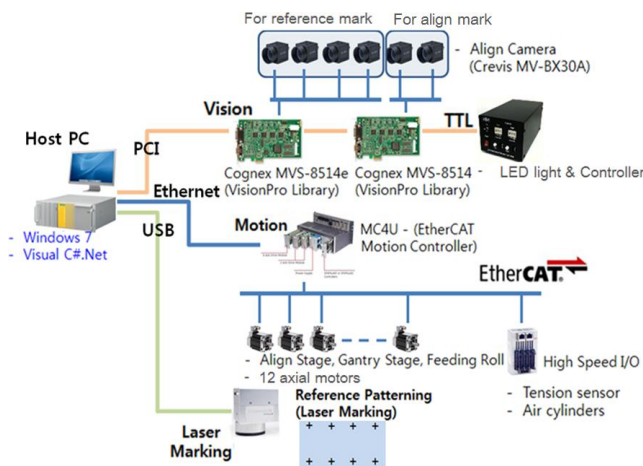 For reference mark
For align mark
- Align Camera
(Crevis MV-BX30A)
Vision
TTL
Host PC
PCI
Cognex MVS-8514e
(VisionPro Library)
Cognex MVS-8514
(VisionPro Library)
- LED light & Controller
Ethernet
USB
Motion
MC4U - (EtherCAT
Motion Controller)
- Windows 7
- Visual C#.Net
EtherCAT®
- Align Stage, Gantry Stage, Feeding Roll
- 12 axial motors
High Speed I/O
- Tension sensor
- Air cylinders
Reference Patterning
(Laser Marking)
Laser
Marking